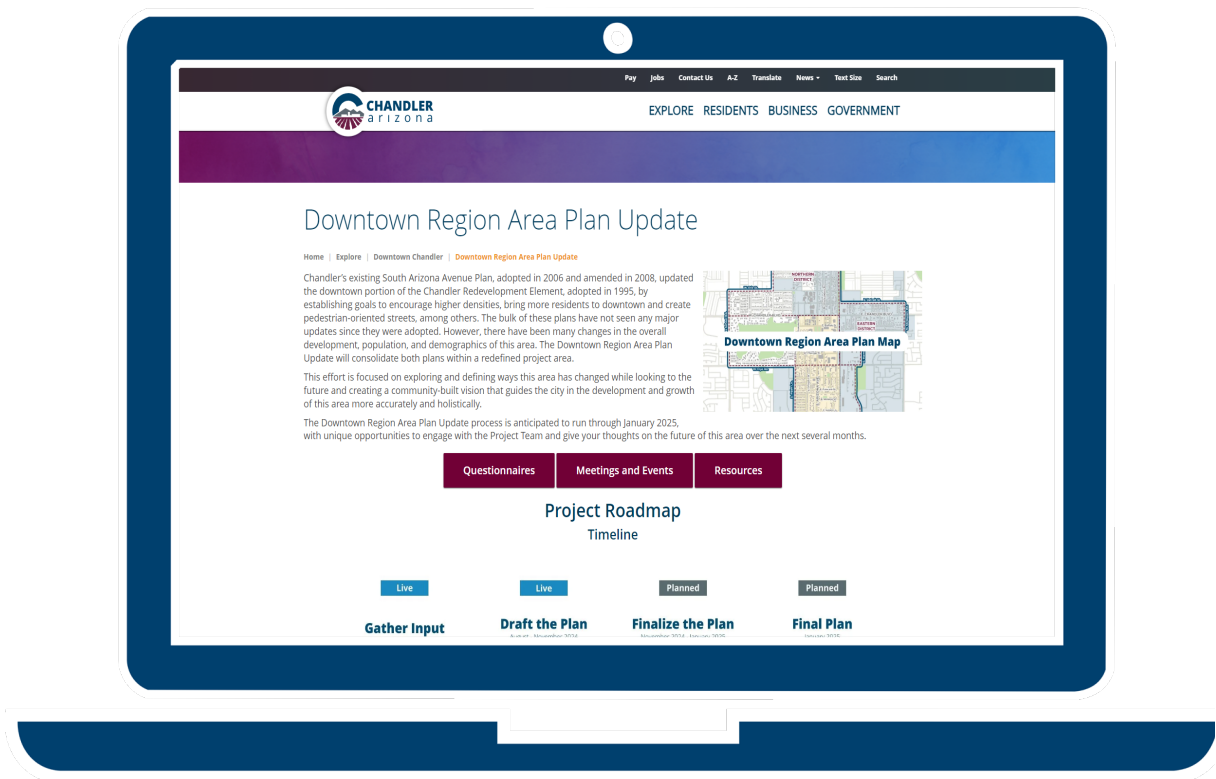 Pay Jobs Contact Us A-Z Translate News Text Size Search
CHANDLER
arizona
EXPLORE RESIDENTS BUSINESS GOVERNMENT
Downtown Region Area Plan Update
Home | Explore | Downtown Chandler | Downtown Region Area Plan Update
Chandler's existing South Arizona Avenue Plan, adopted in 2006 and amended in 2008, updated
the downtown portion of the Chandler Redevelopment Element, adopted in 1995, by
establishing goals to encourage higher densities, bring more residents to downtown and create
pedestrian-oriented streets, among others. The bulk of these plans have not seen any major
updates since they were adopted. However, there have been many changes in the overall
development, population, and demographics of this area. The Downtown Region Area Plan
Update will consolidate both plans within a redefined project area.
NORTHERN
DISTRICT
EASTERN
DISTRICT
Downtown Region Area Plan Map
This effort is focused on exploring and defining ways this area has changed while looking to the
future and creating a community-built vision that guides the city in the development and growth
of this area more accurately and holistically.
The Downtown Region Area Plan Update process is anticipated to run through January 2025,
with unique opportunities to engage with the Project Team and give your thoughts on the future of this area over the next several months.
Questionnaires Meetings and Events Resources
Project Roadmap
Timeline
Live Live Planned Planned
Gather Input Draft the Plan Finalize the Plan Final Plan
August - November 2024 November 2024 - January 2025 January 2025